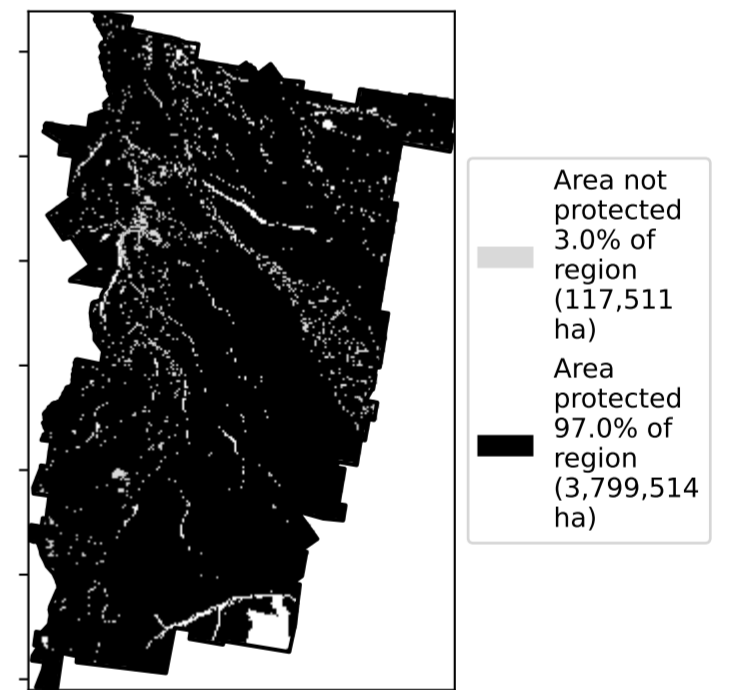 Area not
protected
3.0% of
region
(117,511
ha)
Area
protected
97.0% of
region
(3,799,514
ha)